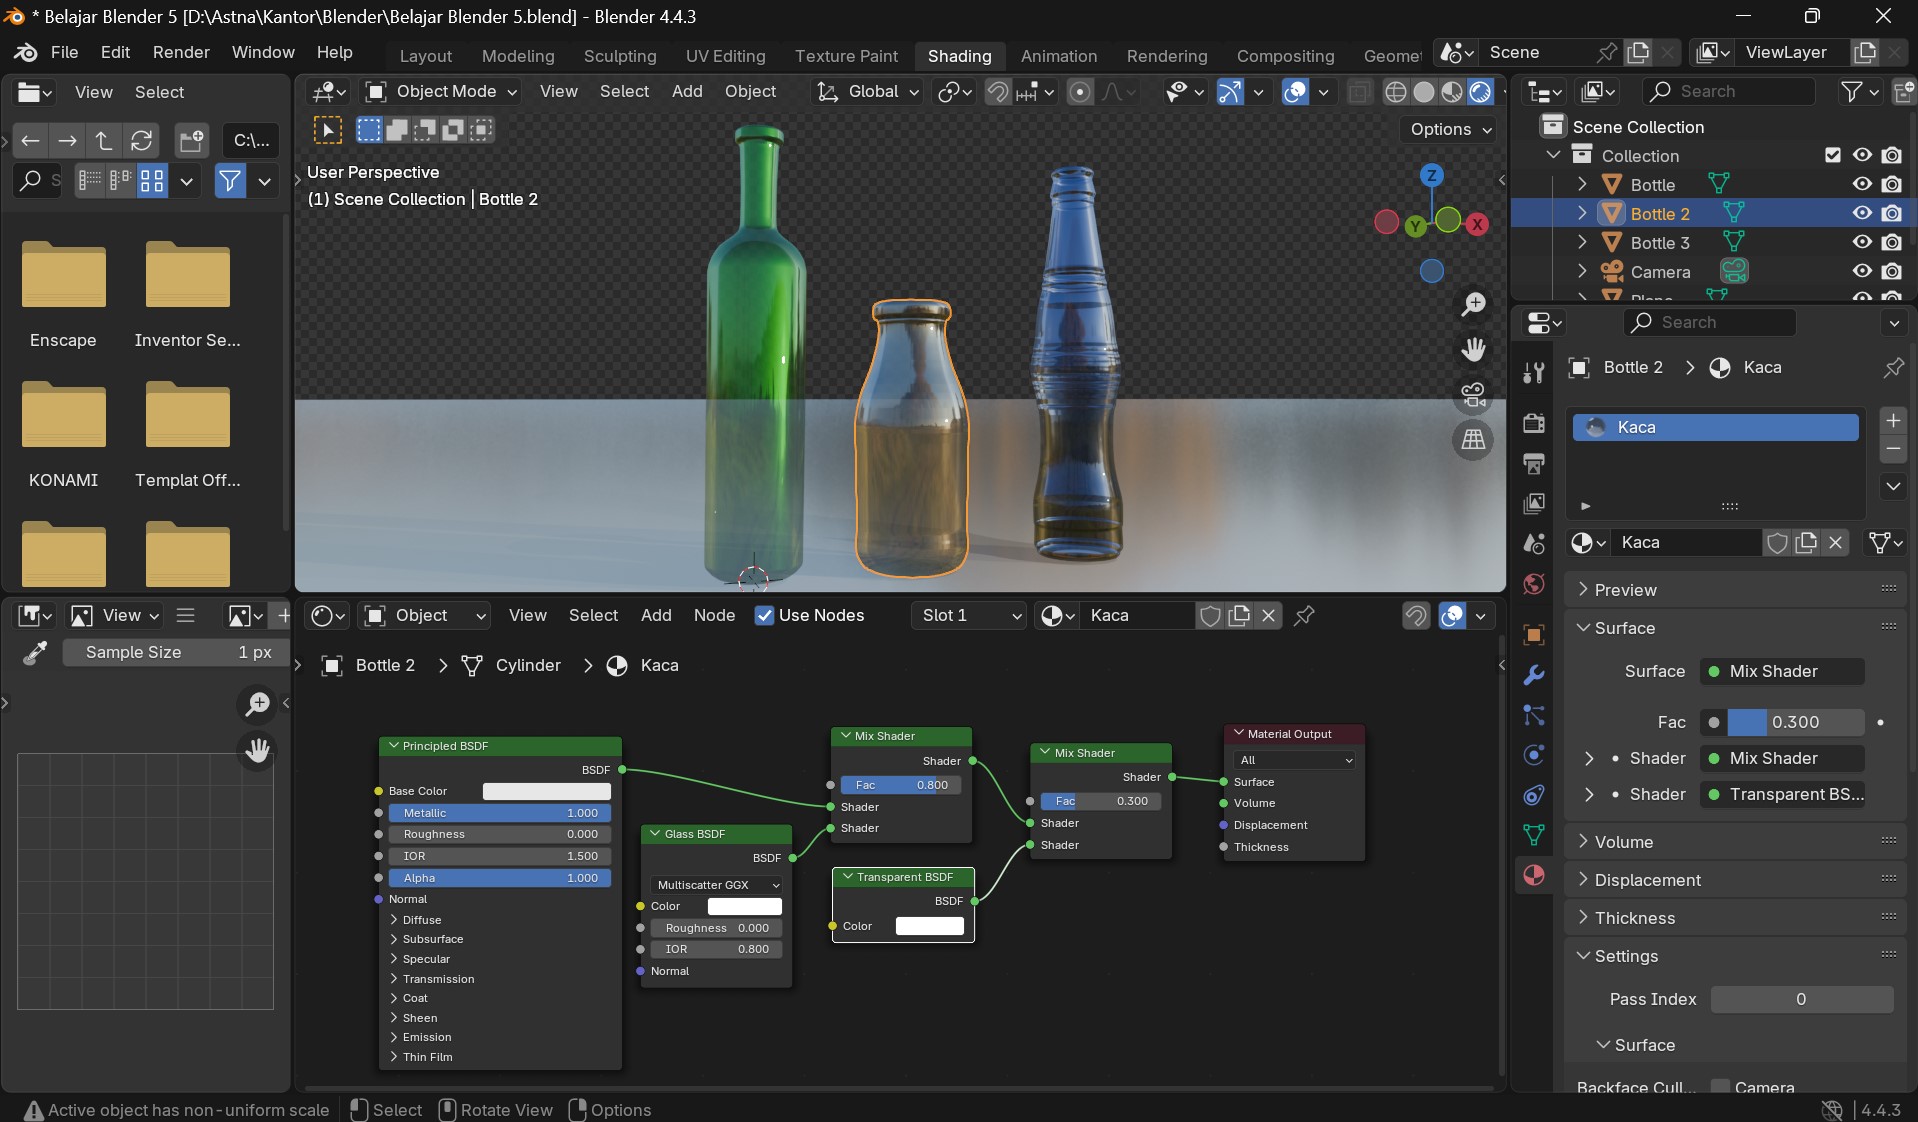 * Belajar Blender 5 [D:\Astna\Kantor\Blender\Belajar Blender 5.blend] - Blender 4.4.3
File Edit Render Window Help
Layout Modeling Sculpting UV Editing Texture Paint Shading Animation Rendering Compositing
Scene
ViewLayer
View Select
C:\...
Enscape
Inventor Se...
KONAMI
Templat Off...
Object Mode
View Select Add Object
Global
Options
User Perspective
(1) Scene Collection | Bottle 2
Z
Y
X
Search
Scene Collection
Collection
Bottle
Bottle 2
Bottle 3
Camera
View
Sample Size 1 px
Object
View Select Add Node
Use Nodes
Slot 1
Kaca
Bottle 2 > Cylinder > Kaca
Principled BSDF
BSDF
Base Color
Metallic 1.000
Roughness 0.000
IOR 1.500
Alpha 1.000
Normal
Diffuse
Subsurface
Specular
Transmission
Coat
Sheen
Emission
Thin Film
Glass BSDF
BSDF
Multiscatter GGX
Color
Roughness 0.000
IOR 0.800
Normal
Mix Shader
Shader
Fac 0.800
Shader
Shader
Transparent BSDF
BSDF
Color
Mix Shader
Shader
Fac 0.300
Shader
Shader
Material Output
All
Surface
Volume
Displacement
Thickness
Search
Bottle 2 > Kaca
Kaca
Kaca
Preview
Surface
Surface Mix Shader
Fac 0.300
Shader Mix Shader
Shader Transparent BS...
Volume
Displacement
Thickness
Settings
Pass Index 0
Surface
Backface Cull... Camera
Active object has non-uniform scale
Select
Rotate View
Options
4.4.3